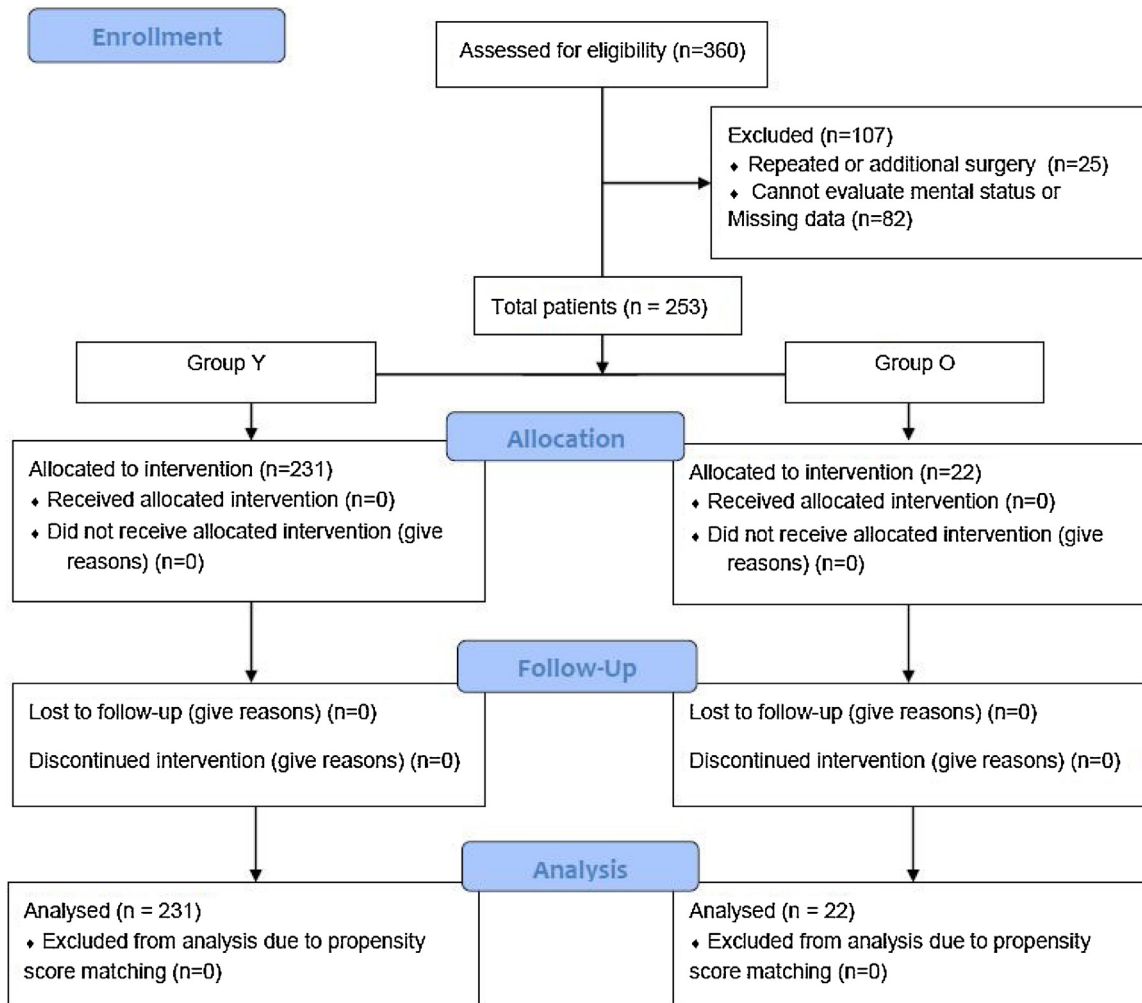 Enrollment
Assessed for eligibility (n=360)
Excluded (n=107)
♦ Repeated or additional surgery (n=25)
♦ Cannot evaluate mental status or
Missing data (n=82)
Total patients (n = 253)
Group Y
Group O
Allocation
Allocated to intervention (n=231)
♦ Received allocated intervention (n=0)
♦ Did not receive allocated intervention (give
reasons) (n=0)
Allocated to intervention (n=22)
♦ Received allocated intervention (n=0)
♦ Did not receive allocated intervention (give
reasons) (n=0)
Follow-Up
Lost to follow-up (give reasons) (n=0)
Discontinued intervention (give reasons) (n=0)
Lost to follow-up (give reasons) (n=0)
Discontinued intervention (give reasons) (n=0)
Analysis
Analysed (n = 231)
♦ Excluded from analysis due to propensity
score matching (n=0)
Analysed (n = 22)
♦ Excluded from analysis due to propensity
score matching (n=0)